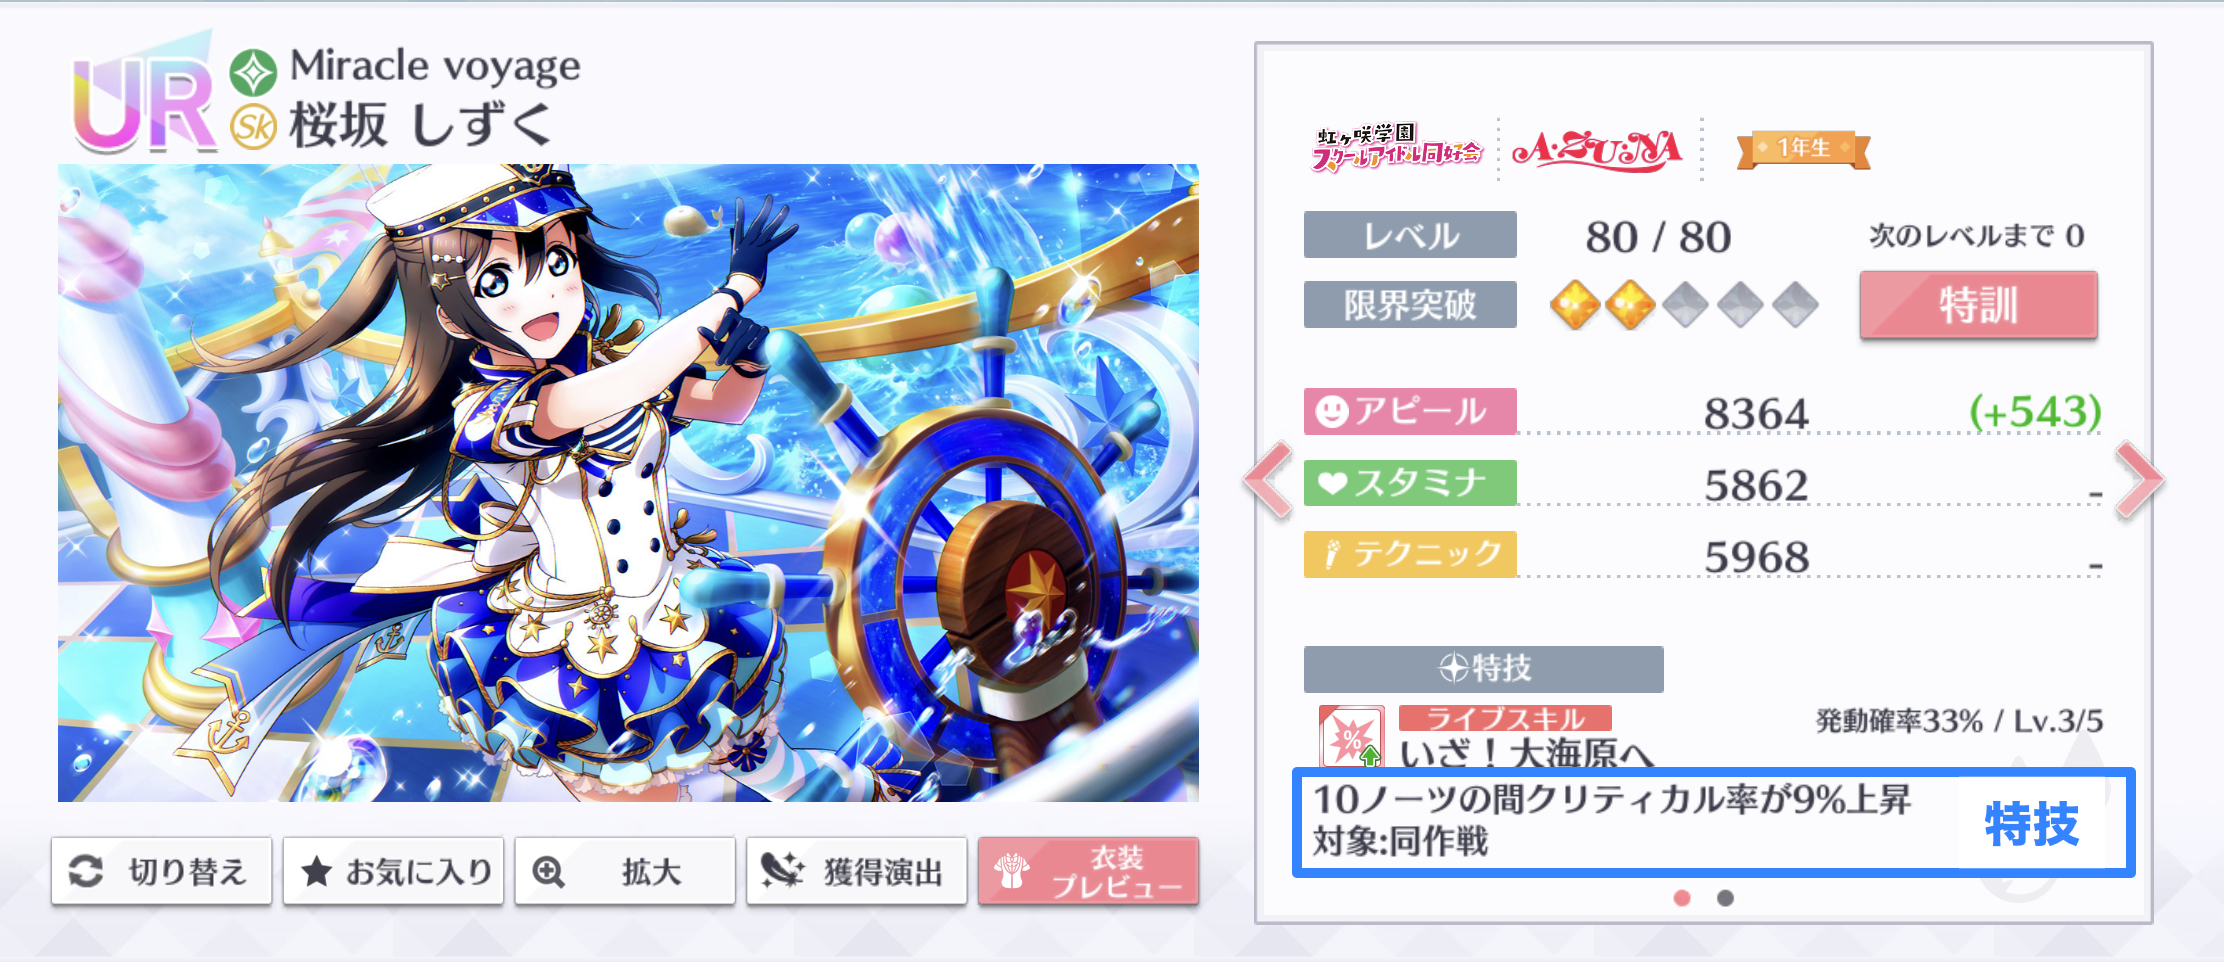 UR
Miracle voyage
Sk
桜坂 しずく
虹ヶ咲学園
スクールアイドル同好会
A・ZU・NA
1年生
レベル
80 / 80
次のレベルまで 0
限界突破
特訓
アピール
8364
(+543)
スタミナ
5862
-
テクニック
5968
-
特技
ライブスキル
発動確率33% / Lv.3/5
%
いざ！大海原へ
10ノーツの間クリティカル率が9%上昇
対象:同作戦
特技
切り替え
お気に入り
拡大
獲得演出
衣装
プレビュー